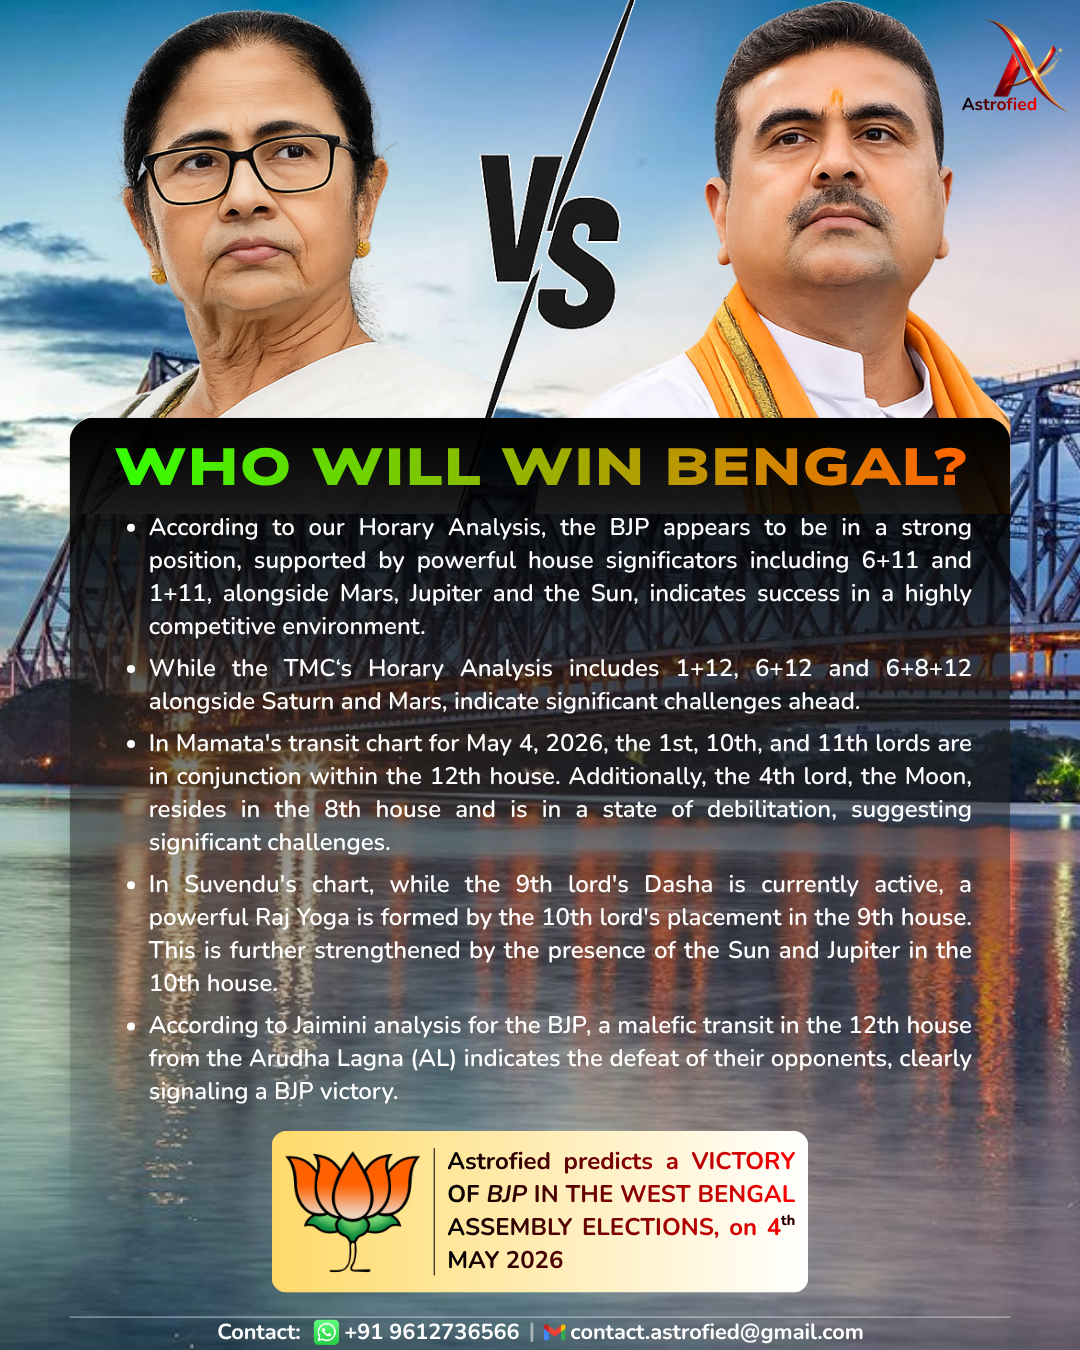 Astrofied
VS
WHO WILL WIN BENGAL?
• According to our Horary Analysis, the BJP appears to be in a strong
position, supported by powerful house significators including 6+11 and
1+11, alongside Mars, Jupiter and the Sun, indicates success in a highly
competitive environment.
• While the TMC‘s Horary Analysis includes 1+12, 6+12 and 6+8+12
alongside Saturn and Mars, indicate significant challenges ahead.
• In Mamata's transit chart for May 4, 2026, the 1st, 10th, and 11th lords are
in conjunction within the 12th house. Additionally, the 4th lord, the Moon,
resides in the 8th house and is in a state of debilitation, suggesting
significant challenges.
• In Suvendu's chart, while the 9th lord's Dasha is currently active, a
powerful Raj Yoga is formed by the 10th lord's placement in the 9th house.
This is further strengthened by the presence of the Sun and Jupiter in the
10th house.
• According to Jaimini analysis for the BJP, a malefic transit in the 12th house
from the Arudha Lagna (AL) indicates the defeat of their opponents, clearly
signaling a BJP victory.
Astrofied predicts a VICTORY
OF BJP IN THE WEST BENGAL
ASSEMBLY ELECTIONS, on 4th
MAY 2026
Contact: +91 9612736566 | contact.astrofied@gmail.com